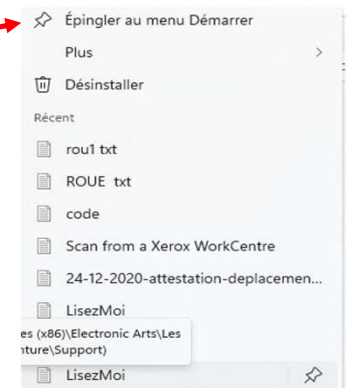 Épingler au menu Démarrer
Plus
Désinstaller
Récent
rou1 txt
ROUE txt
code
Scan from a Xerox WorkCentre
24-12-2020-attestation-deplacemen...
LisezMoi
es (x86)\Electronic Arts\Les
nture\Support)
LisezMoi